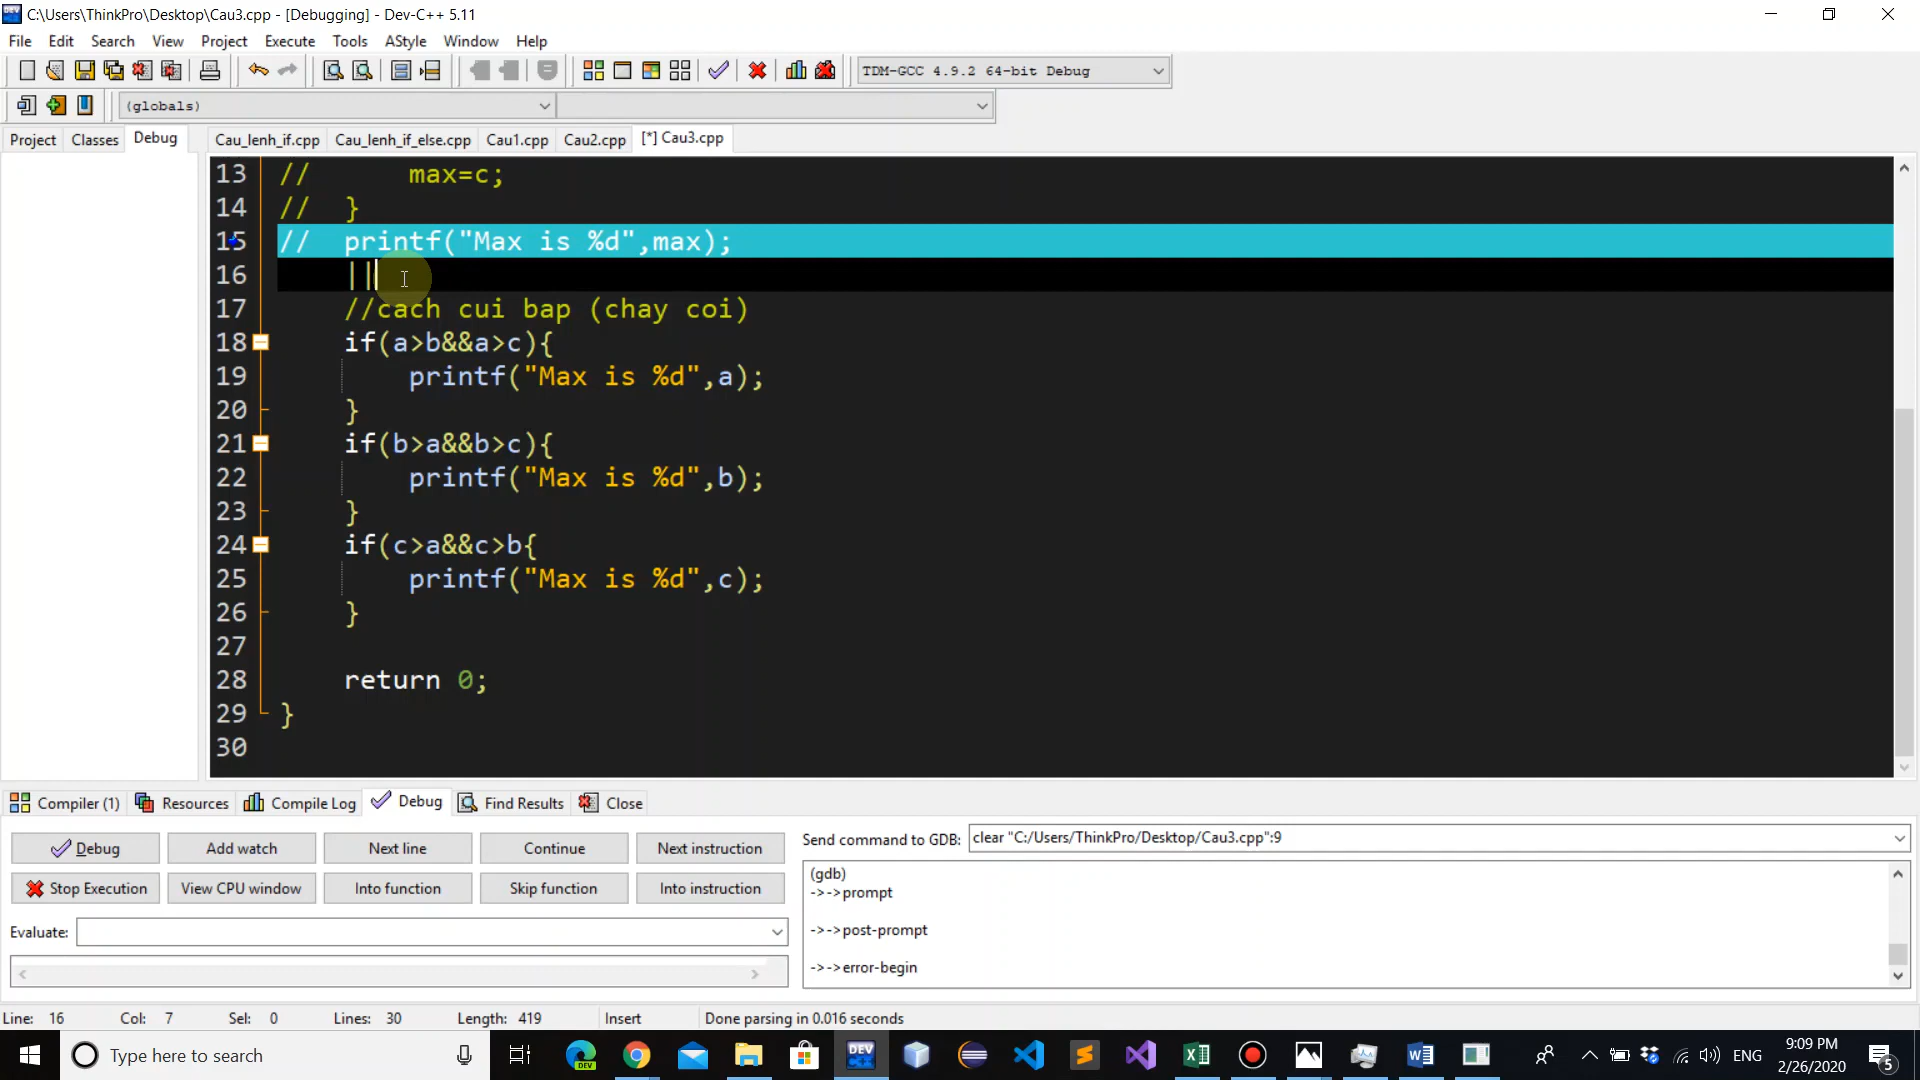 C:\Users\ThinkPro\Desktop\Cau3.cpp - [Debugging] - Dev-C++ 5.11
File Edit Search View Project Execute Tools AStyle Window Help
TDM-GCC 4.9.2 64-bit Debug
(globals)
Project Classes Debug Cau_lenh_if.cpp Cau_lenh_if_else.cpp Cau1.cpp Cau2.cpp [*] Cau3.cpp
13 // max=c;
14 // }
15 // printf("Max is %d",max);
16 ||
17 //cach cui bap (chay coi)
18 if(a>b&&a>c){
19 printf("Max is %d",a);
20 }
21 if(b>a&&b>c){
22 printf("Max is %d",b);
23 }
24 if(c>a&&c>b{
25 printf("Max is %d",c);
26 }
27
28 return 0;
29 }
30
Compiler (1) Resources Compile Log Debug Find Results Close
Debug Add watch Next line Continue Next instruction
Send command to GDB: clear "C:/Users/ThinkPro/Desktop/Cau3.cpp":9
Stop Execution View CPU window Into function Skip function Into instruction
Evaluate:
(gdb)
->->prompt
->->post-prompt
->->error-begin
Line: 16 Col: 7 Sel: 0 Lines: 30 Length: 419 Insert Done parsing in 0.016 seconds
Type here to search
DEV
DEV
ENG
9:09 PM
2/26/2020
5